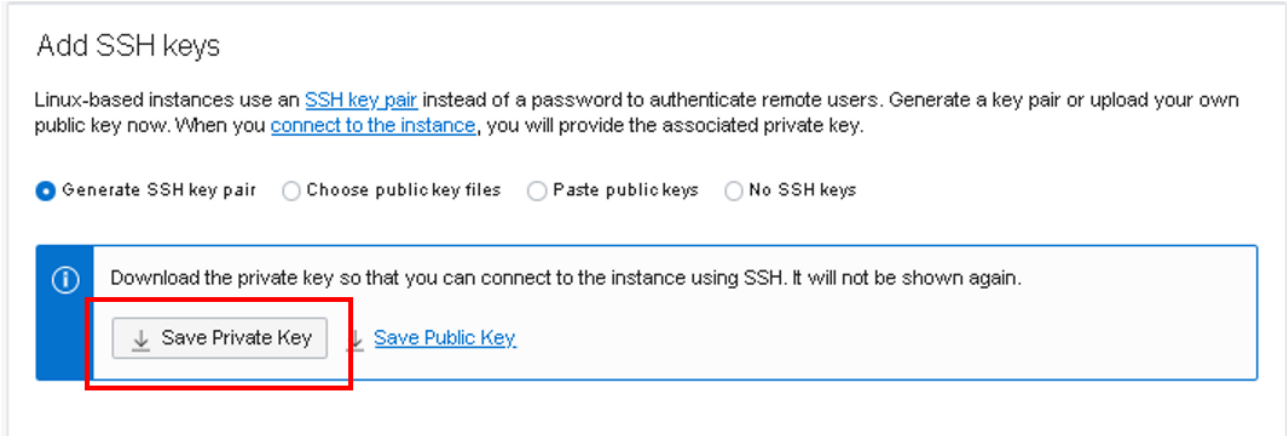 Add SSH keys
Linux-based instances use an SSH key pair instead of a password to authenticate remote users. Generate a key pair or upload your own
public key now. When you connect to the instance, you will provide the associated private key.
Generate SSH key pair Choose public key files Paste public keys No SSH keys
Download the private key so that you can connect to the instance using SSH. It will not be shown again.
Save Private Key Save Public Key